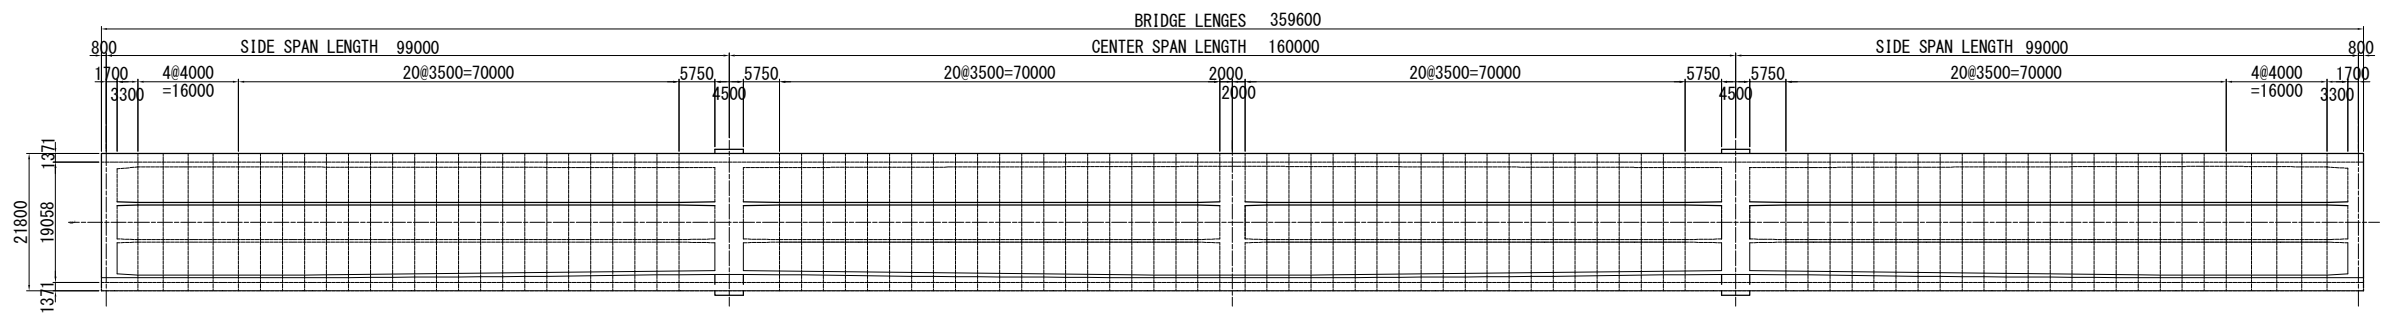 BRIDGE LENGES 359600
800 SIDE SPAN LENGTH 99000 CENTER SPAN LENGTH 160000 SIDE SPAN LENGTH 99000 800
1700 4@4000 20@3500=70000 5750 5750 20@3500=70000 2000 20@3500=70000 5750 5750 20@3500=70000 4@4000 1700
3300 =16000 4500 2000 4500 =16000 3300
1371
21800 19058
1371